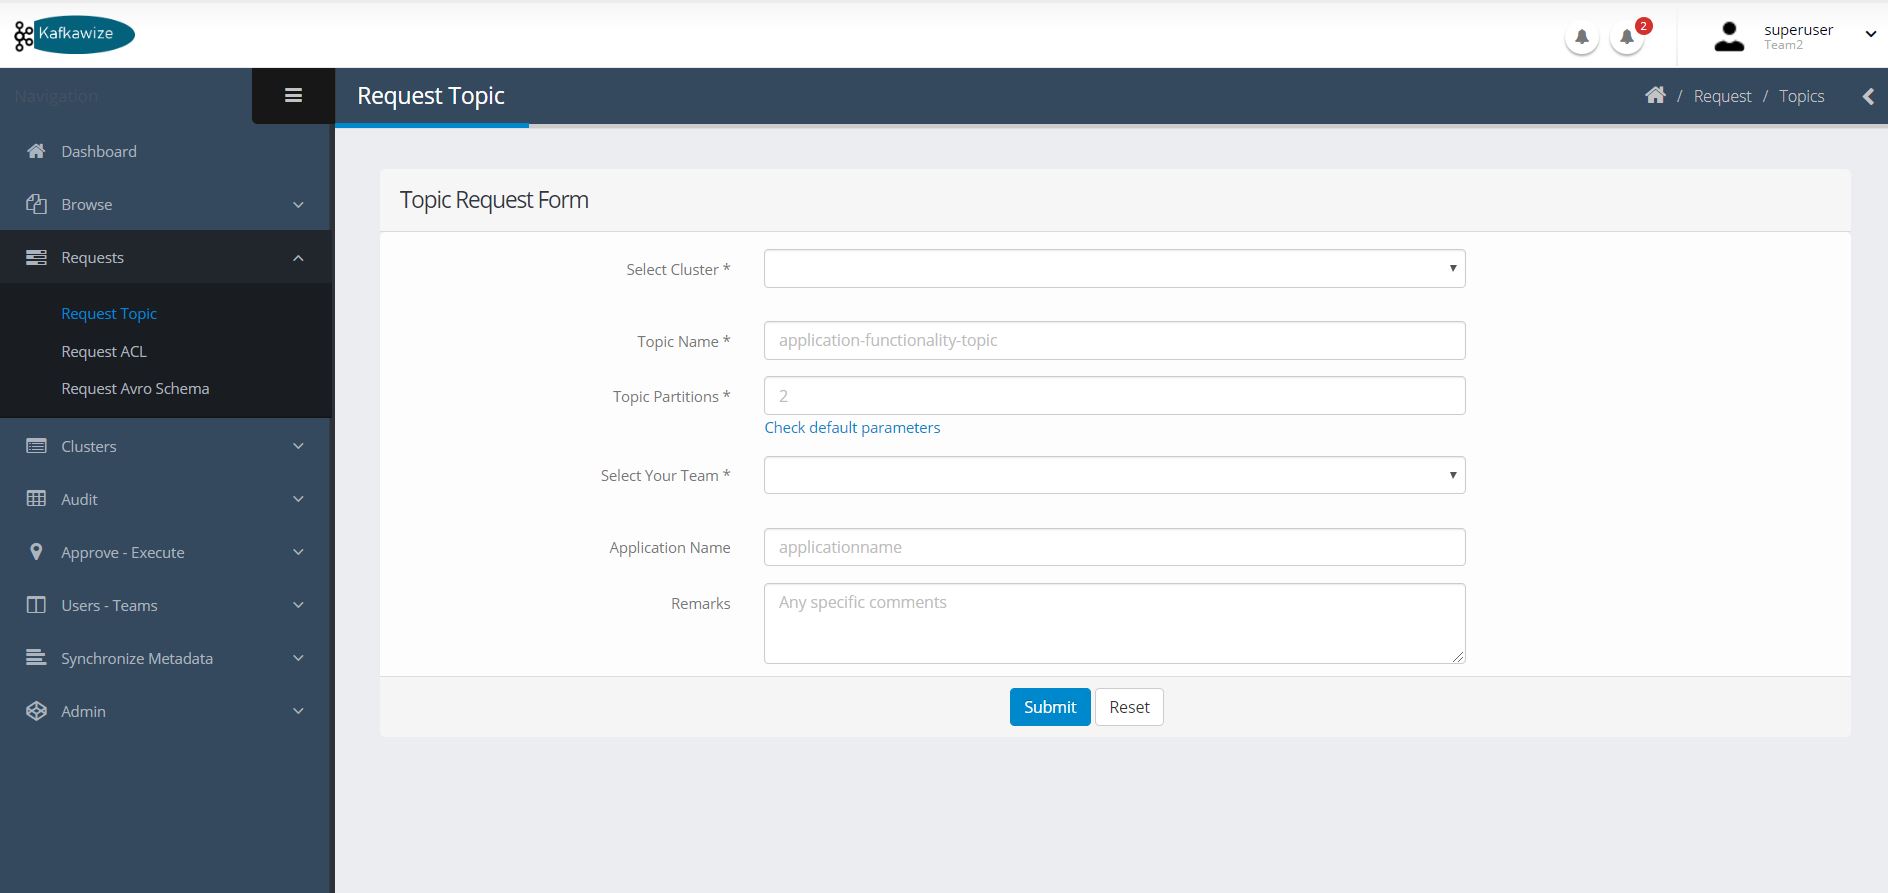 Kafkawize
2
superuser
Team2
Navigation
Request Topic
/ Request / Topics
Dashboard
Browse
Requests
Request Topic
Request ACL
Request Avro Schema
Clusters
Audit
Approve - Execute
Users - Teams
Synchronize Metadata
Admin
Topic Request Form
Select Cluster *
Topic Name *
application-functionality-topic
Topic Partitions *
2
Check default parameters
Select Your Team *
Application Name
applicationname
Remarks
Any specific comments
Submit
Reset